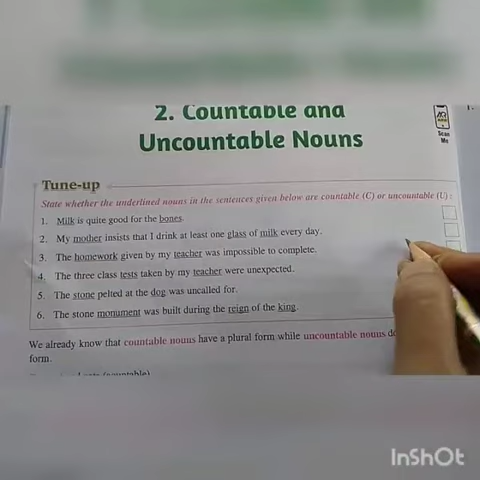 2. Countable and
Uncountable Nouns
AR
Scan
Me
Tune-up
State whether the underlined nouns in the sentences given below are countable (C) or uncountable (U) :
1. Milk is quite good for the bones.
2. My mother insists that I drink at least one glass of milk every day.
3. The homework given by my teacher was impossible to complete.
4. The three class tests taken by my teacher were unexpected.
5. The stone pelted at the dog was uncalled for.
6. The stone monument was built during the reign of the king.
We already know that countable nouns have a plural form while uncountable nouns
form.
InShOt